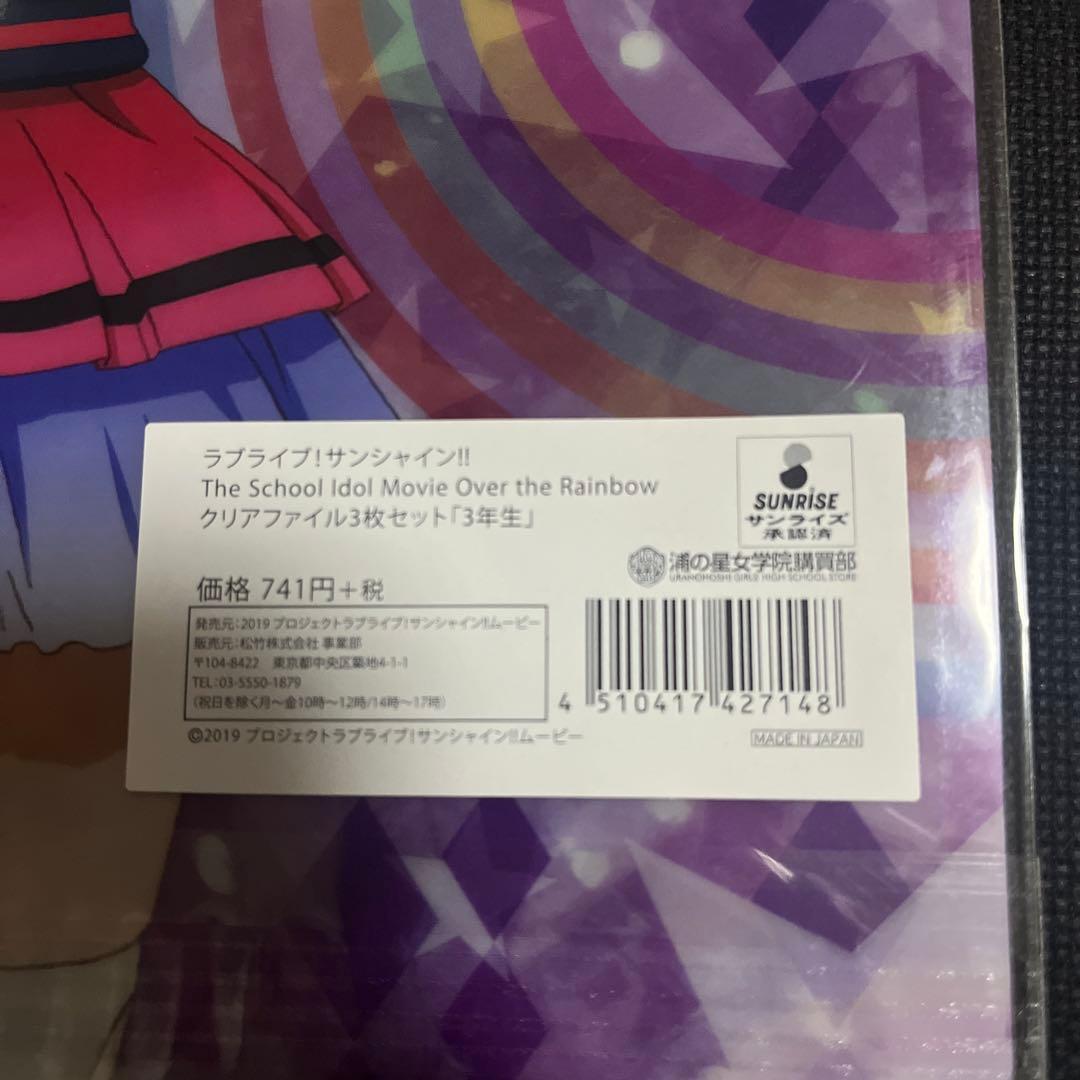 ラブライブ!サンシャイン!!
The School Idol Movie Over the Rainbow
クリアファイル3枚セット「3年生」
SUNRISE
サンライズ
承認済
浦の星女学院購買部
URANOHOSHI GIRLS' HIGH SCHOOL STORE
価格 741円+税
発売元:2019 プロジェクトラブライブ!サンシャイン!!ムービー
販売元:松竹株式会社 事業部
〒104-8422 東京都中央区築地4-1-1
TEL:03-5550-1879
(祝日を除く月~金10時~12時/14時~17時)
4 510417 427148
©2019 プロジェクトラブライブ!サンシャイン!!ムービー
MADE IN JAPAN